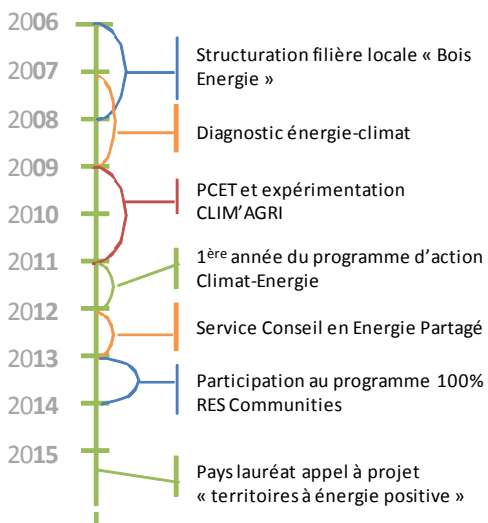 2006
Structuration filière locale « Bois
Energie »
2007
2008
Diagnostic énergie-climat
2009
PCET et expérimentation
CLIM'AGRI
2010
2011
1ère année du programme d'action
Climat-Energie
2012
Service Conseil en Energie Partagé
2013
Participation au programme 100%
RES Communities
2014
2015
Pays lauréat appel à projet
« territoires à énergie positive »